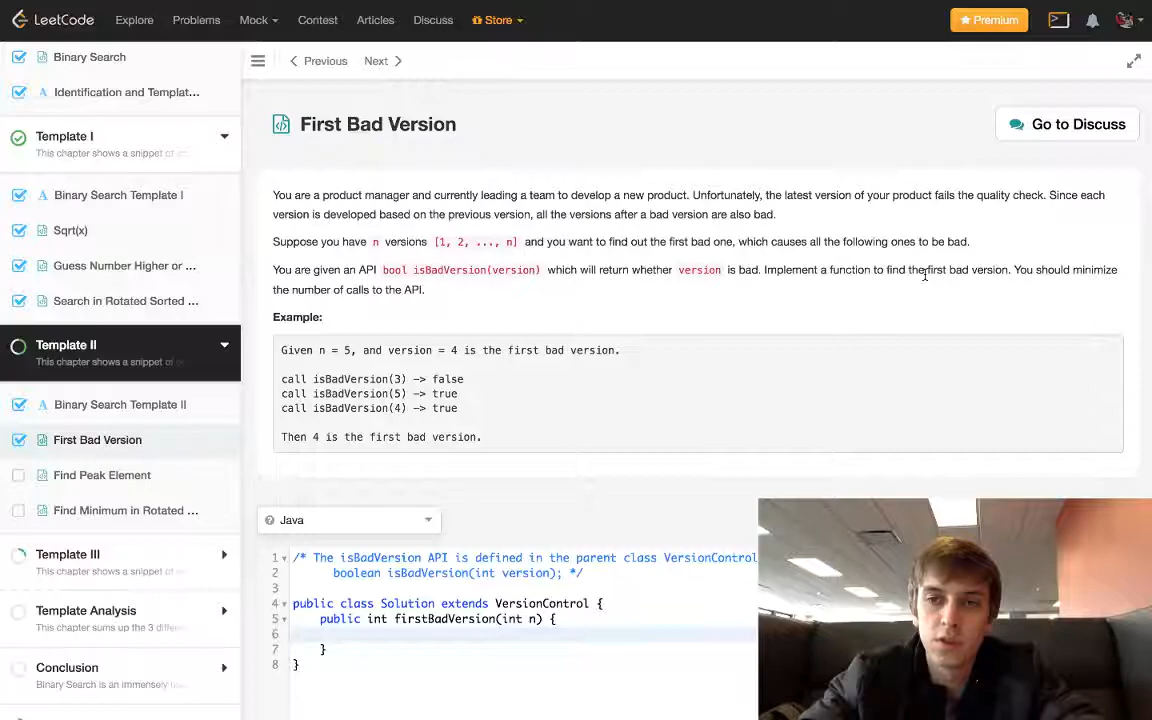 LeetCode Explore Problems Mock Contest Articles Discuss Store Premium
Binary Search
A Identification and Templat...
Template I
This chapter shows a snippet of
A Binary Search Template I
Sqrt(x)
Guess Number Higher or ...
Search in Rotated Sorted ...
Template II
This chapter shows a snippet of
A Binary Search Template II
First Bad Version
Find Peak Element
Find Minimum in Rotated ...
Template III
This chapter shows a snippet of
Template Analysis
This chapter sums up the 3
Conclusion
Binary Search is an immensely
Previous Next
First Bad Version
Go to Discuss
You are a product manager and currently leading a team to develop a new product. Unfortunately, the latest version of your product fails the quality check. Since each
version is developed based on the previous version, all the versions after a bad version are also bad.
Suppose you have n versions [1, 2, ..., n] and you want to find out the first bad one, which causes all the following ones to be bad.
You are given an API bool isBadVersion(version) which will return whether version is bad. Implement a function to find the first bad version. You should minimize
the number of calls to the API.
Example:
Given n = 5, and version = 4 is the first bad version.
call isBadVersion(3) -> false
call isBadVersion(5) -> true
call isBadVersion(4) -> true
Then 4 is the first bad version.
Java
1 /* The isBadVersion API is defined in the parent class VersionControl
2 boolean isBadVersion(int version); */
3
4 public class Solution extends VersionControl {
5 public int firstBadVersion(int n) {
6
7 }
8 }